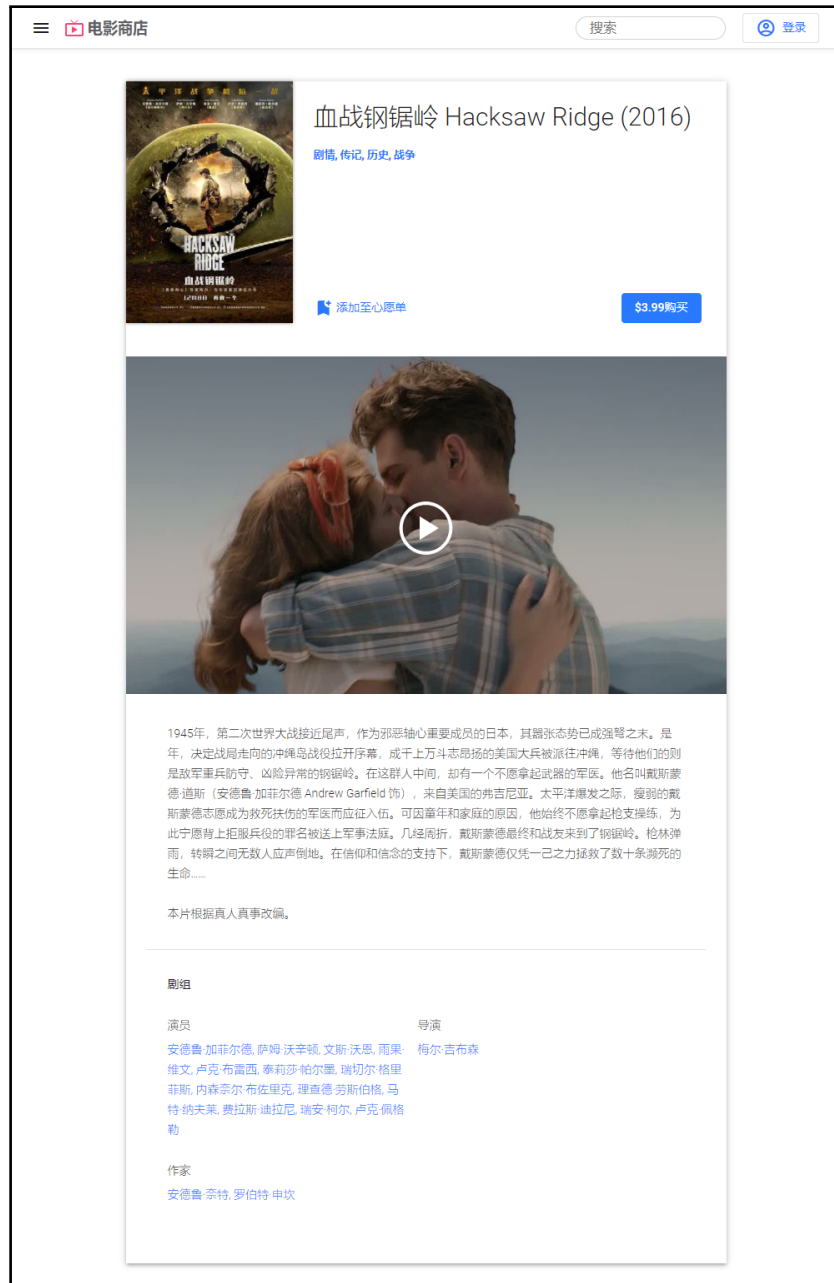 电影商店
搜索
登录
太平洋战争最惨一战
HACKSAW
RIDGE
血战钢锯岭
12月8日 再救一个
血战钢锯岭 Hacksaw Ridge (2016)
剧情, 传记, 历史, 战争
添加至心愿单
$3.99购买
1945年，第二次世界大战接近尾声，作为邪恶轴心重要成员的日本，其嚣张态势已成强弩之末。是
年，决定战局走向的冲绳岛战役拉开序幕，成千上万斗志昂扬的美国大兵被派往冲绳，等待他们的则
是敌军重兵防守、凶险异常的钢锯岭。在这群人中间，却有一个不愿拿起武器的军医。他名叫戴斯蒙
德·道斯（安德鲁·加菲尔德 Andrew Garfield 饰），来自美国的弗吉尼亚。太平洋爆发之际，瘦弱的戴
斯蒙德志愿成为救死扶伤的军医而应征入伍。可因童年和家庭的原因，他始终不愿拿起枪支操练，为
此宁愿背上拒服兵役的罪名被送上军事法庭。几经周折，戴斯蒙德最终和战友来到了钢锯岭。枪林弹
雨，转瞬之间无数人应声倒地。在信仰和信念的支持下，戴斯蒙德仅凭一己之力拯救了数十条濒死的
生命……
本片根据真人真事改编。
剧组
演员
安德鲁·加菲尔德, 萨姆·沃辛顿, 文斯·沃恩, 雨果·
维文, 卢克·布雷西, 泰莉莎·帕尔墨, 瑞切尔·格里
菲斯, 内森奈尔·布佐里克, 理查德·劳斯伯格, 马
特·纳夫莱, 费拉斯·迪拉尼, 瑞安·柯尔, 卢克·佩格
勒
导演
梅尔·吉布森
作家
安德鲁·奈特, 罗伯特·申坎